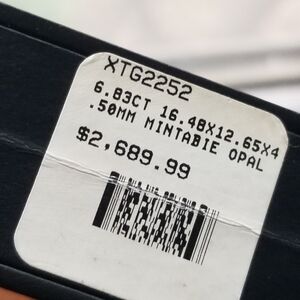 XTG2252
6.83CT 16.48X12.65X4
.50MM MINTABIE OPAL
$2,689.99